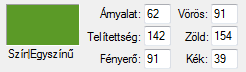 Árnyalat: 62 Vörös: 91
Telítettség: 142 Zöld: 154
Szín|Egyszínű Fényerő: 91 Kék: 39